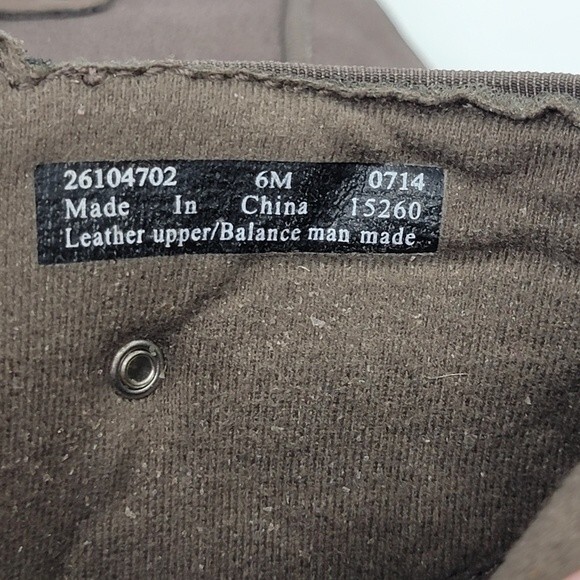 26104702 6M 0714
Made In China 15260
Leather upper/Balance man made